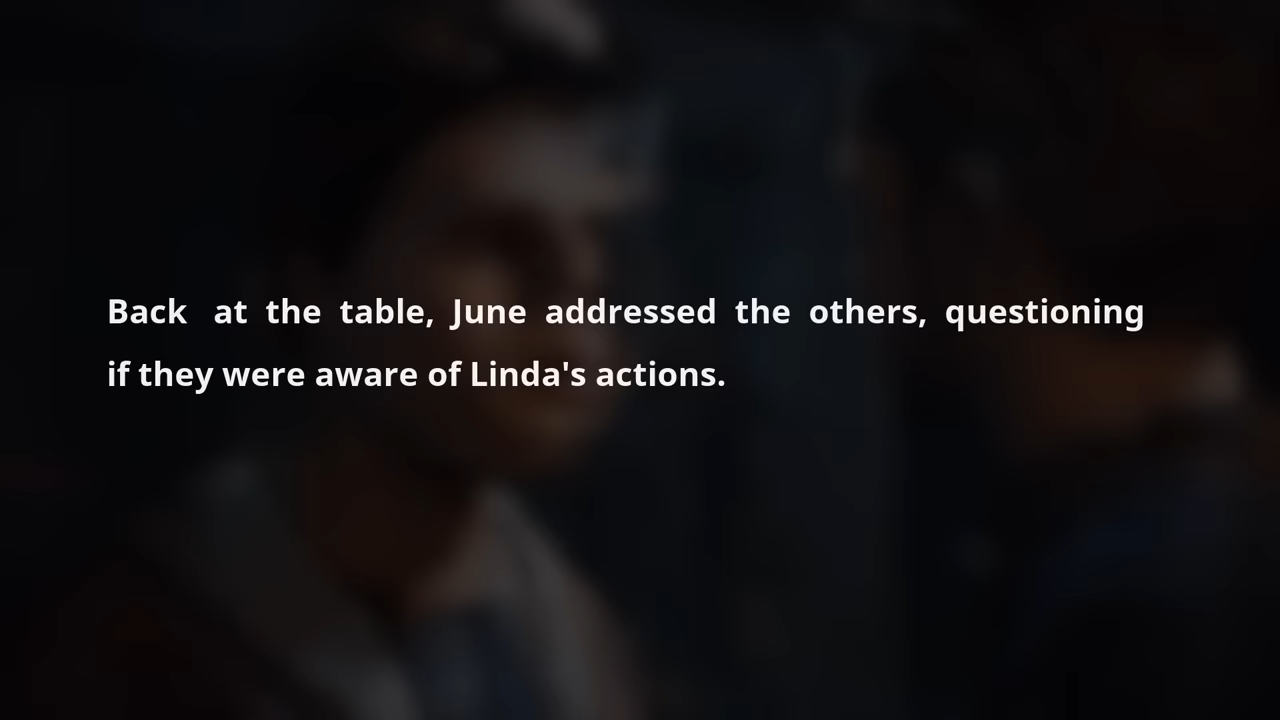 Back at the table, June addressed the others, questioning
if they were aware of Linda's actions.